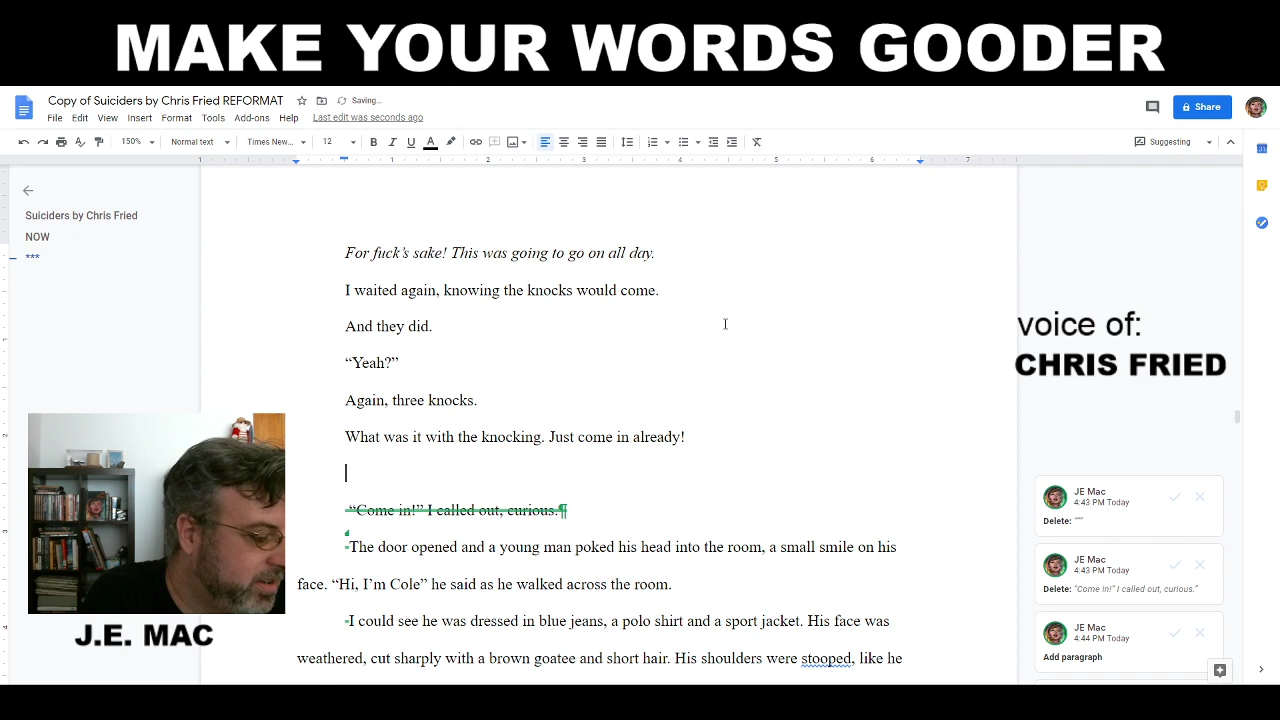 MAKE YOUR WORDS GOODER
Copy of Suiciders by Chris Fried REFORMAT
Saving...
File Edit View Insert Format Tools Add-ons Help
Last edit was seconds ago
Share
150%
Normal text
Times New...
12
B I U A
Suggesting
1 1 2 3 4 5 6 7
Suiciders by Chris Fried
NOW
***
For fuck’s sake! This was going to go on all day.
I waited again, knowing the knocks would come.
And they did.
“Yeah?”
Again, three knocks.
What was it with the knocking. Just come in already!
“Come in!” I called out, curious.¶
The door opened and a young man poked his head into the room, a small smile on his
face. “Hi, I’m Cole” he said as he walked across the room.
I could see he was dressed in blue jeans, a polo shirt and a sport jacket. His face was
weathered, cut sharply with a brown goatee and short hair. His shoulders were stooped, like he
voice of:
CHRIS FRIED
JE Mac
4:43 PM Today
Delete: “”
JE Mac
4:43 PM Today
Delete: “Come in!” I called out, curious.”
JE Mac
4:44 PM Today
Add paragraph
J.E. MAC